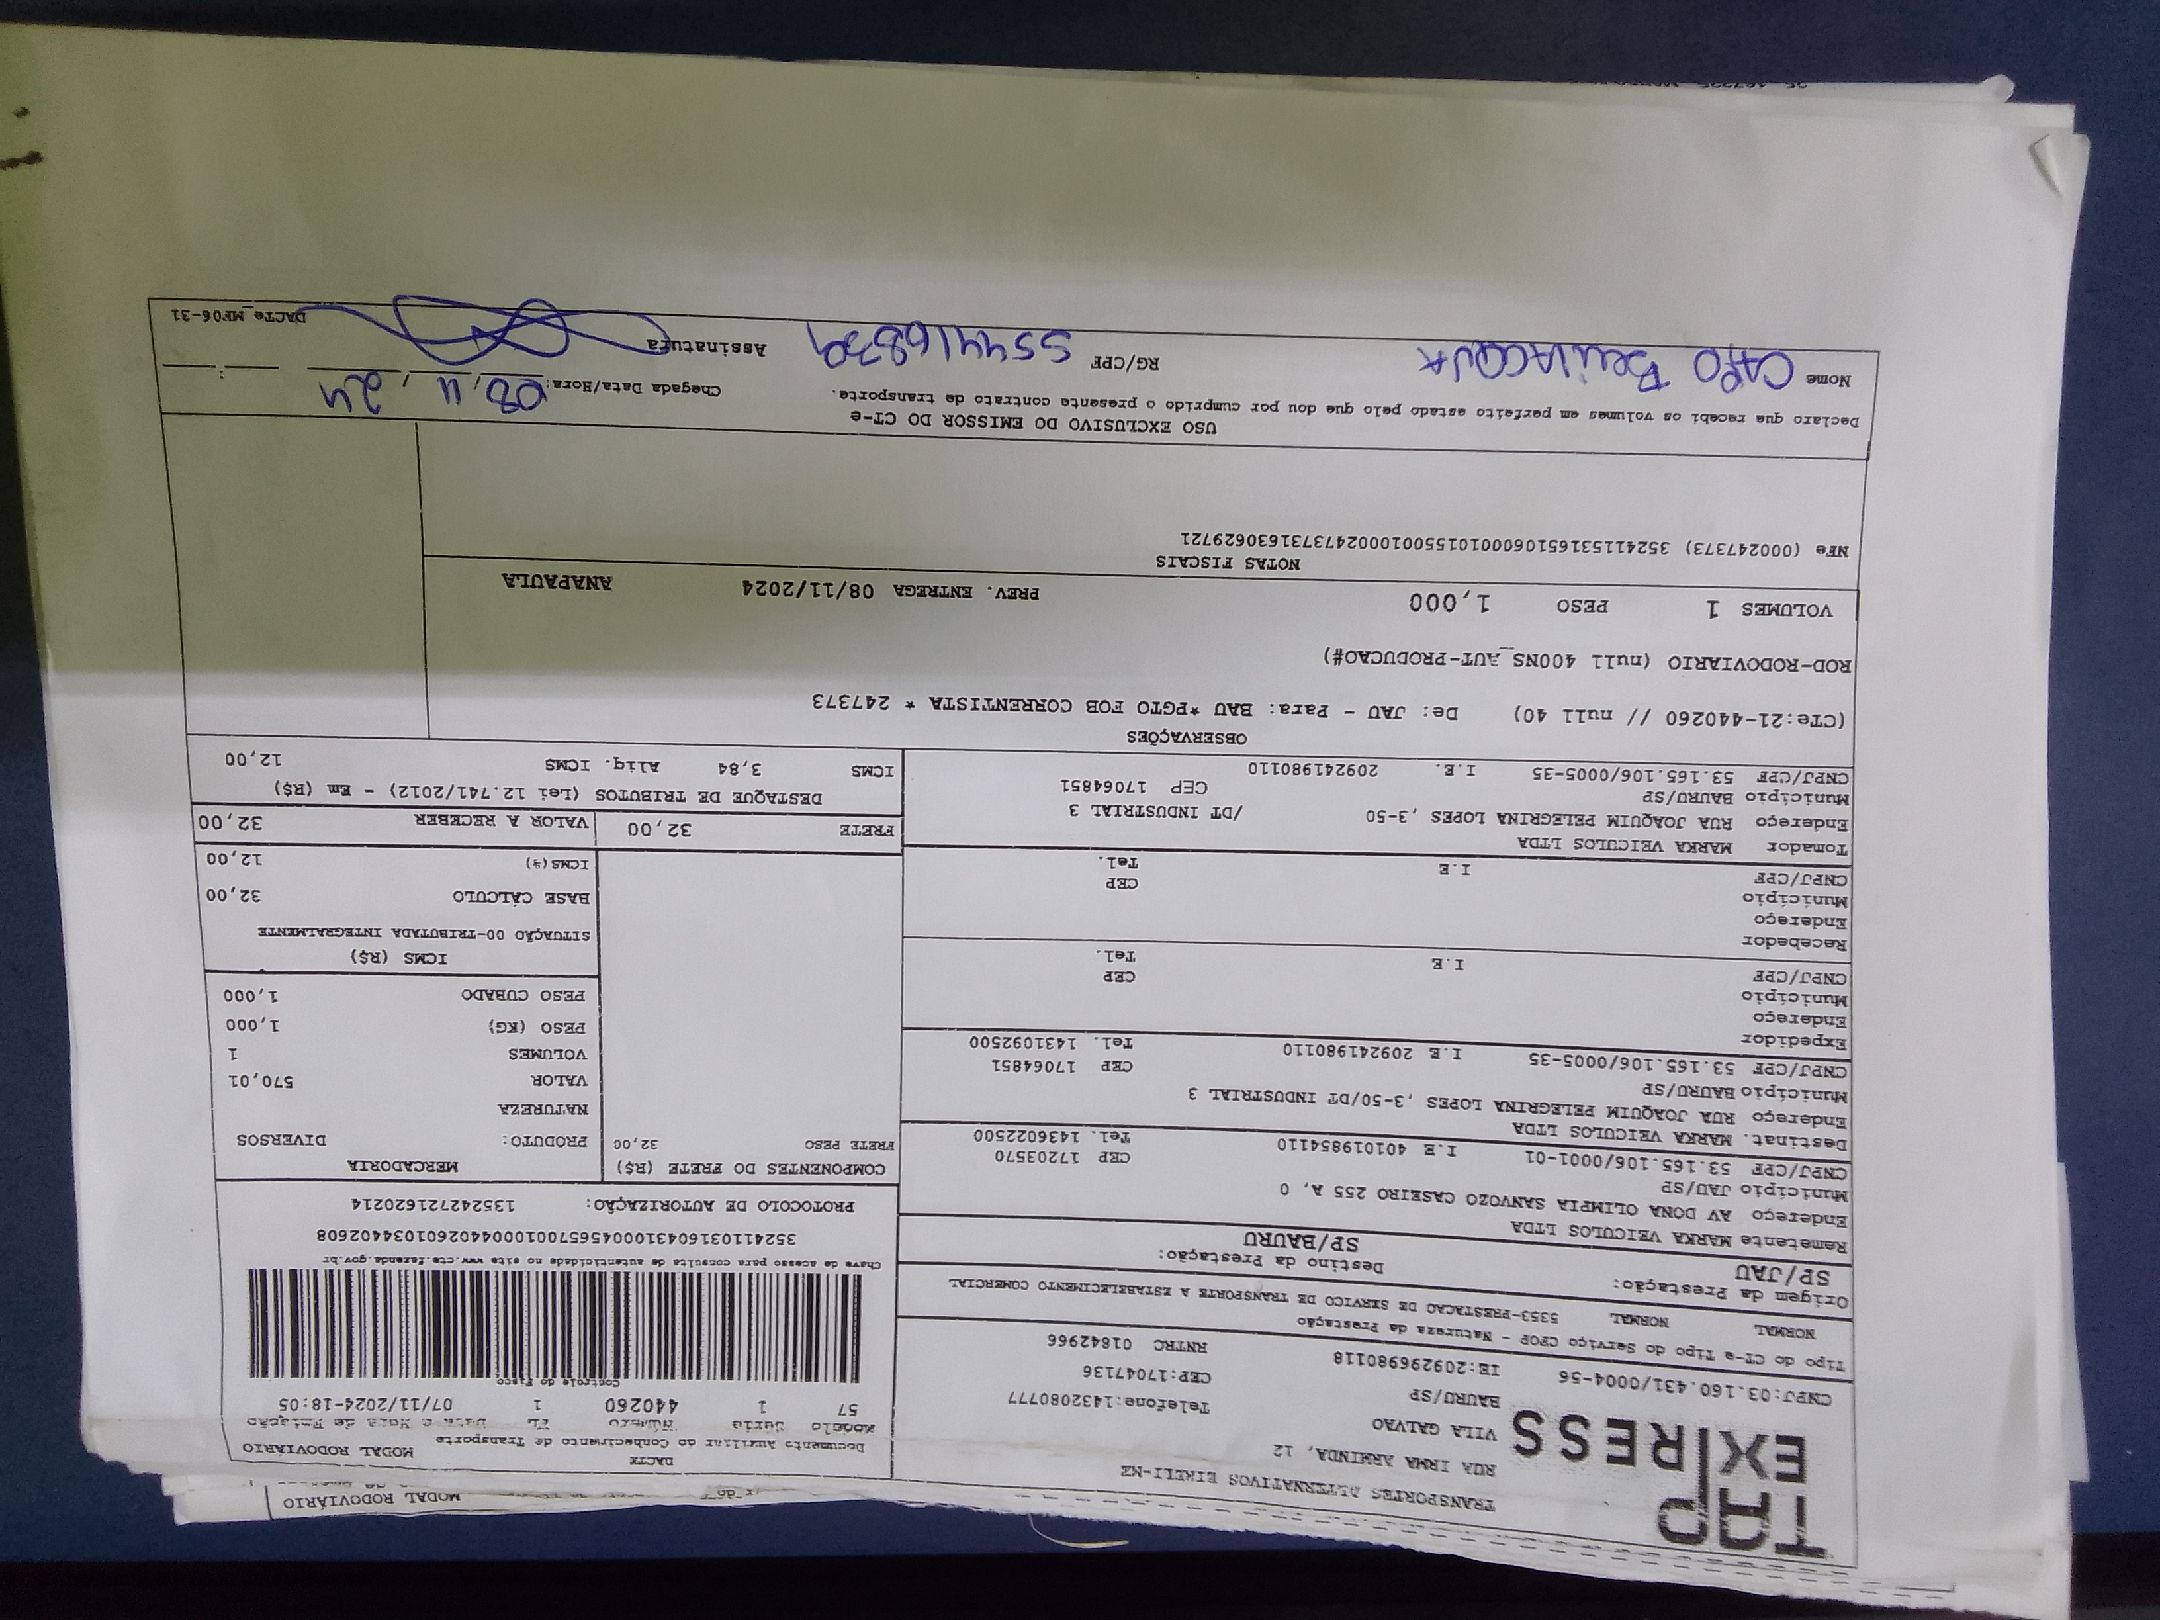 MODAL RODOVIÁRIO
TAP
EXPRESS
TRANSPORTES ALTERNATIVOS EIRELI-ME
RUA IRMA ARMINDA, 12
VILA GALVAO
BAURU/SP
Telefone:1432080777
CEP:17047136
CNPJ:03.160.431/0004-56 IE:209296980118 RNTRC 01842966
DACTE
Documento Auxiliar do Conhecimento de Transporte MODAL RODOVIÁRIO
Modelo Serie Número FL Data e Hora de Emissão
57 1 440260 1 07/11/2024-18:05
Controle do Fisco
Chave de acesso para consulta de autenticidade no site www.cte.fazenda.gov.br
35241103160431000456570010004402601034402608
PROTOCOLO DE AUTORIZAÇÃO: 135242721620214
Tipo do CT-e Tipo do Serviço CFOP - Natureza da Prestação
NORMAL NORMAL 5353-PRESTACAO DE SERVICO DE TRANSPORTE A ESTABELECIMENTO COMERCIAL
Origem da Prestação: Destino da Prestação:
SP/JAU SP/BAURU
Remetente MARKA VEICULOS LTDA
Endereço AV DONA OLIMPIA SANVOZO CASEIRO 255 A, 0
Município JAU/SP CEP 17203570
CNPJ/CPF 53.165.106/0001-01 I.E 401019854110 Tel. 1436022500
Destinat. MARKA VEICULOS LTDA
Endereço RUA JOAQUIM PELEGRINA LOPES ,3-50/DT INDUSTRIAL 3
Município BAURU/SP CEP 17064851
CNPJ/CPF 53.165.106/0005-35 I.E 209241980110 Tel. 1431092500
Expedidor
Endereço
Município CEP
CNPJ/CPF I.E Tel.
Recebedor
Endereço
Município CEP
CNPJ/CPF I.E Tel.
Tomador MARKA VEICULOS LTDA
Endereço RUA JOAQUIM PELEGRINA LOPES ,3-50 /DT INDUSTRIAL 3
Município BAURU/SP CEP 17064851
CNPJ/CPF 53.165.106/0005-35 I.E. 209241980110
COMPONENTES DO FRETE (R$)
FRETE PESO 32,00
MERCADORIA
PRODUTO: DIVERSOS
NATUREZA
VALOR 570,01
VOLUMES 1
PESO (KG) 1,000
PESO CUBADO 1,000
ICMS (R$)
SITUAÇÃO 00-TRIBUTADA INTEGRALMENTE
BASE CÁLCULO 32,00
ICMS(%) 12,00
FRETE 32,00 VALOR A RECEBER 32,00
DESTAQUE DE TRIBUTOS (Lei 12.741/2012) - Em (R$)
ICMS 3,84 Aliq. ICMS 12,00
OBSERVAÇÕES
(CTe:21-440260 // null 40) De: JAU - Para: BAU *PGTO FOB CORRENTISTA * 247373
ROD-RODOVIARIO (null 400NS_AUT-PRODUCAO#)
VOLUMES 1 PESO 1,000 PREV. ENTREGA 08/11/2024 ANAPAULA
NOTAS FISCAIS
NFe (000247373) 35241153165106000101550010002473731630629721
USO EXCLUSIVO DO EMISSOR DO CT-e
Declaro que recebi os volumes em perfeito estado pelo que dou por cumprido o presente contrato de transporte.
Chegada Data/Hora: 08, 11, 24 :
Nome CAPO BEVILACQUA RG/CPF 554416839 Assinatura
DACTe_MF06-31